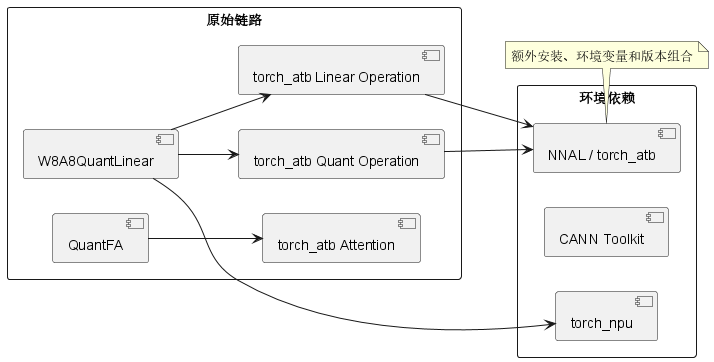 原始链路
torch_atb Linear Operation
额外安装、环境变量和版本组合
环境依赖
W8A8QuantLinear
torch_atb Quant Operation
NNAL / torch_atb
QuantFA
torch_atb Attention
CANN Toolkit
torch_npu